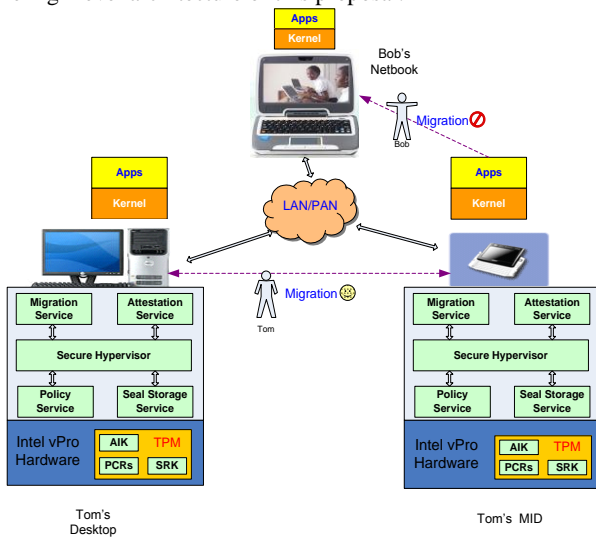 Apps
Kernel
Bob's
Netbook
Migration
Bob
Apps
Kernel
Apps
Kernel
LAN/PAN
Migration
Tom
Migration
Service
Attestation
Service
Secure Hypervisor
Policy
Service
Seal Storage
Service
Intel vPro
Hardware
AIK
TPM
PCRs
SRK
Tom's
Desktop
Migration
Service
Attestation
Service
Secure Hypervisor
Policy
Service
Seal Storage
Service
Intel vPro
Hardware
AIK
TPM
PCRs
SRK
Tom's MID